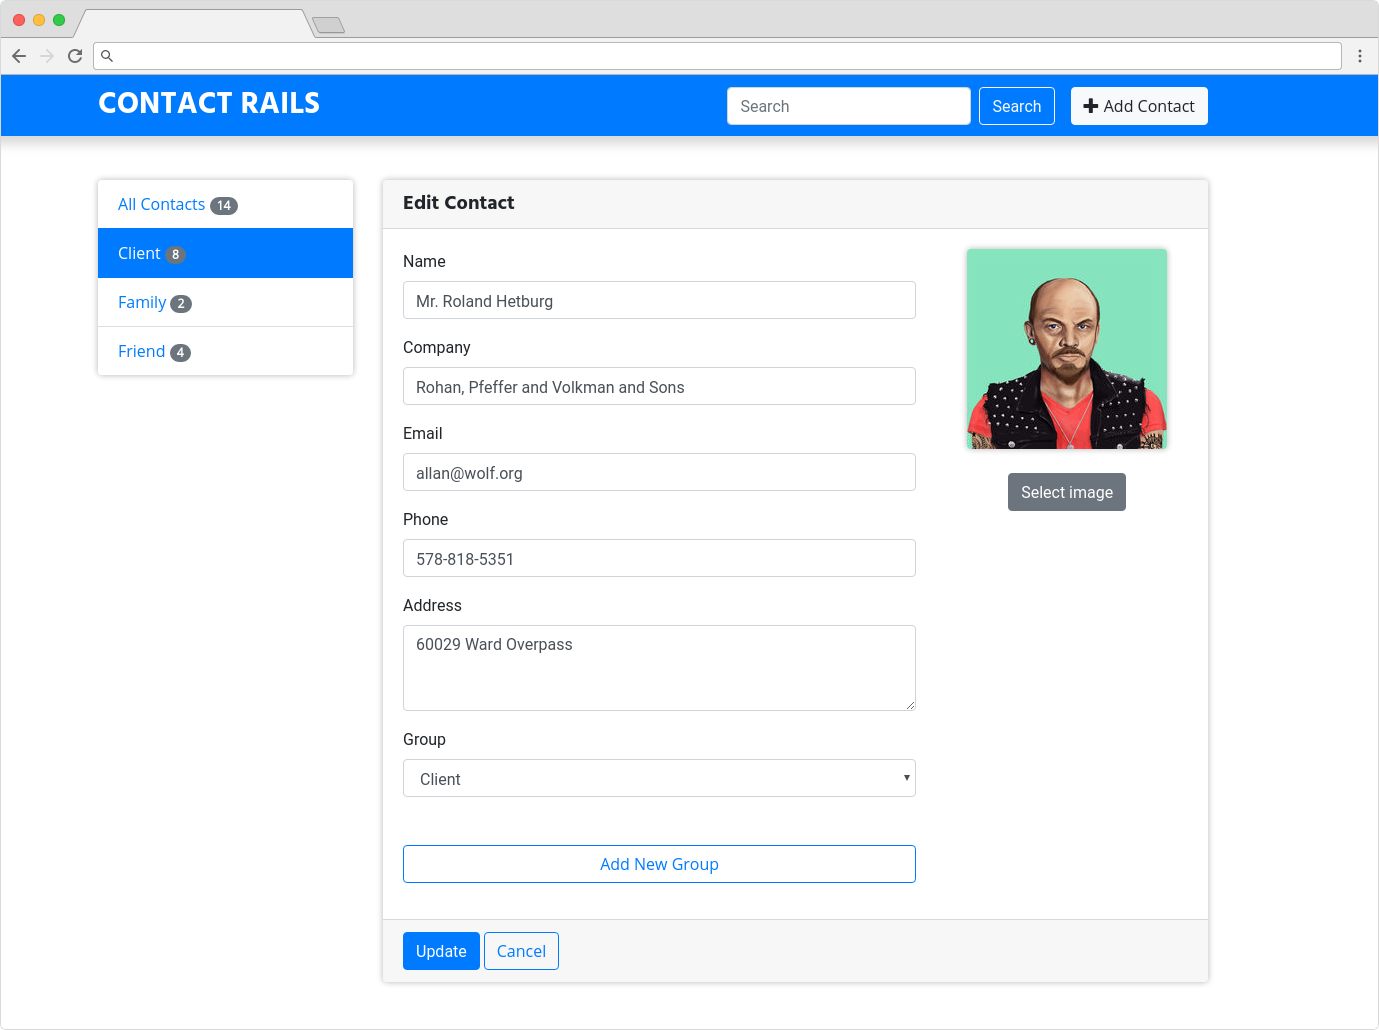 CONTACT RAILS
Search
Search
Add Contact
All Contacts 14
Client 8
Family 2
Friend 4
Edit Contact
Name
Mr. Roland Hetburg
Company
Rohan, Pfeffer and Volkman and Sons
Email
allan@wolf.org
Phone
578-818-5351
Address
60029 Ward Overpass
Group
Client
Add New Group
Select image
Update
Cancel